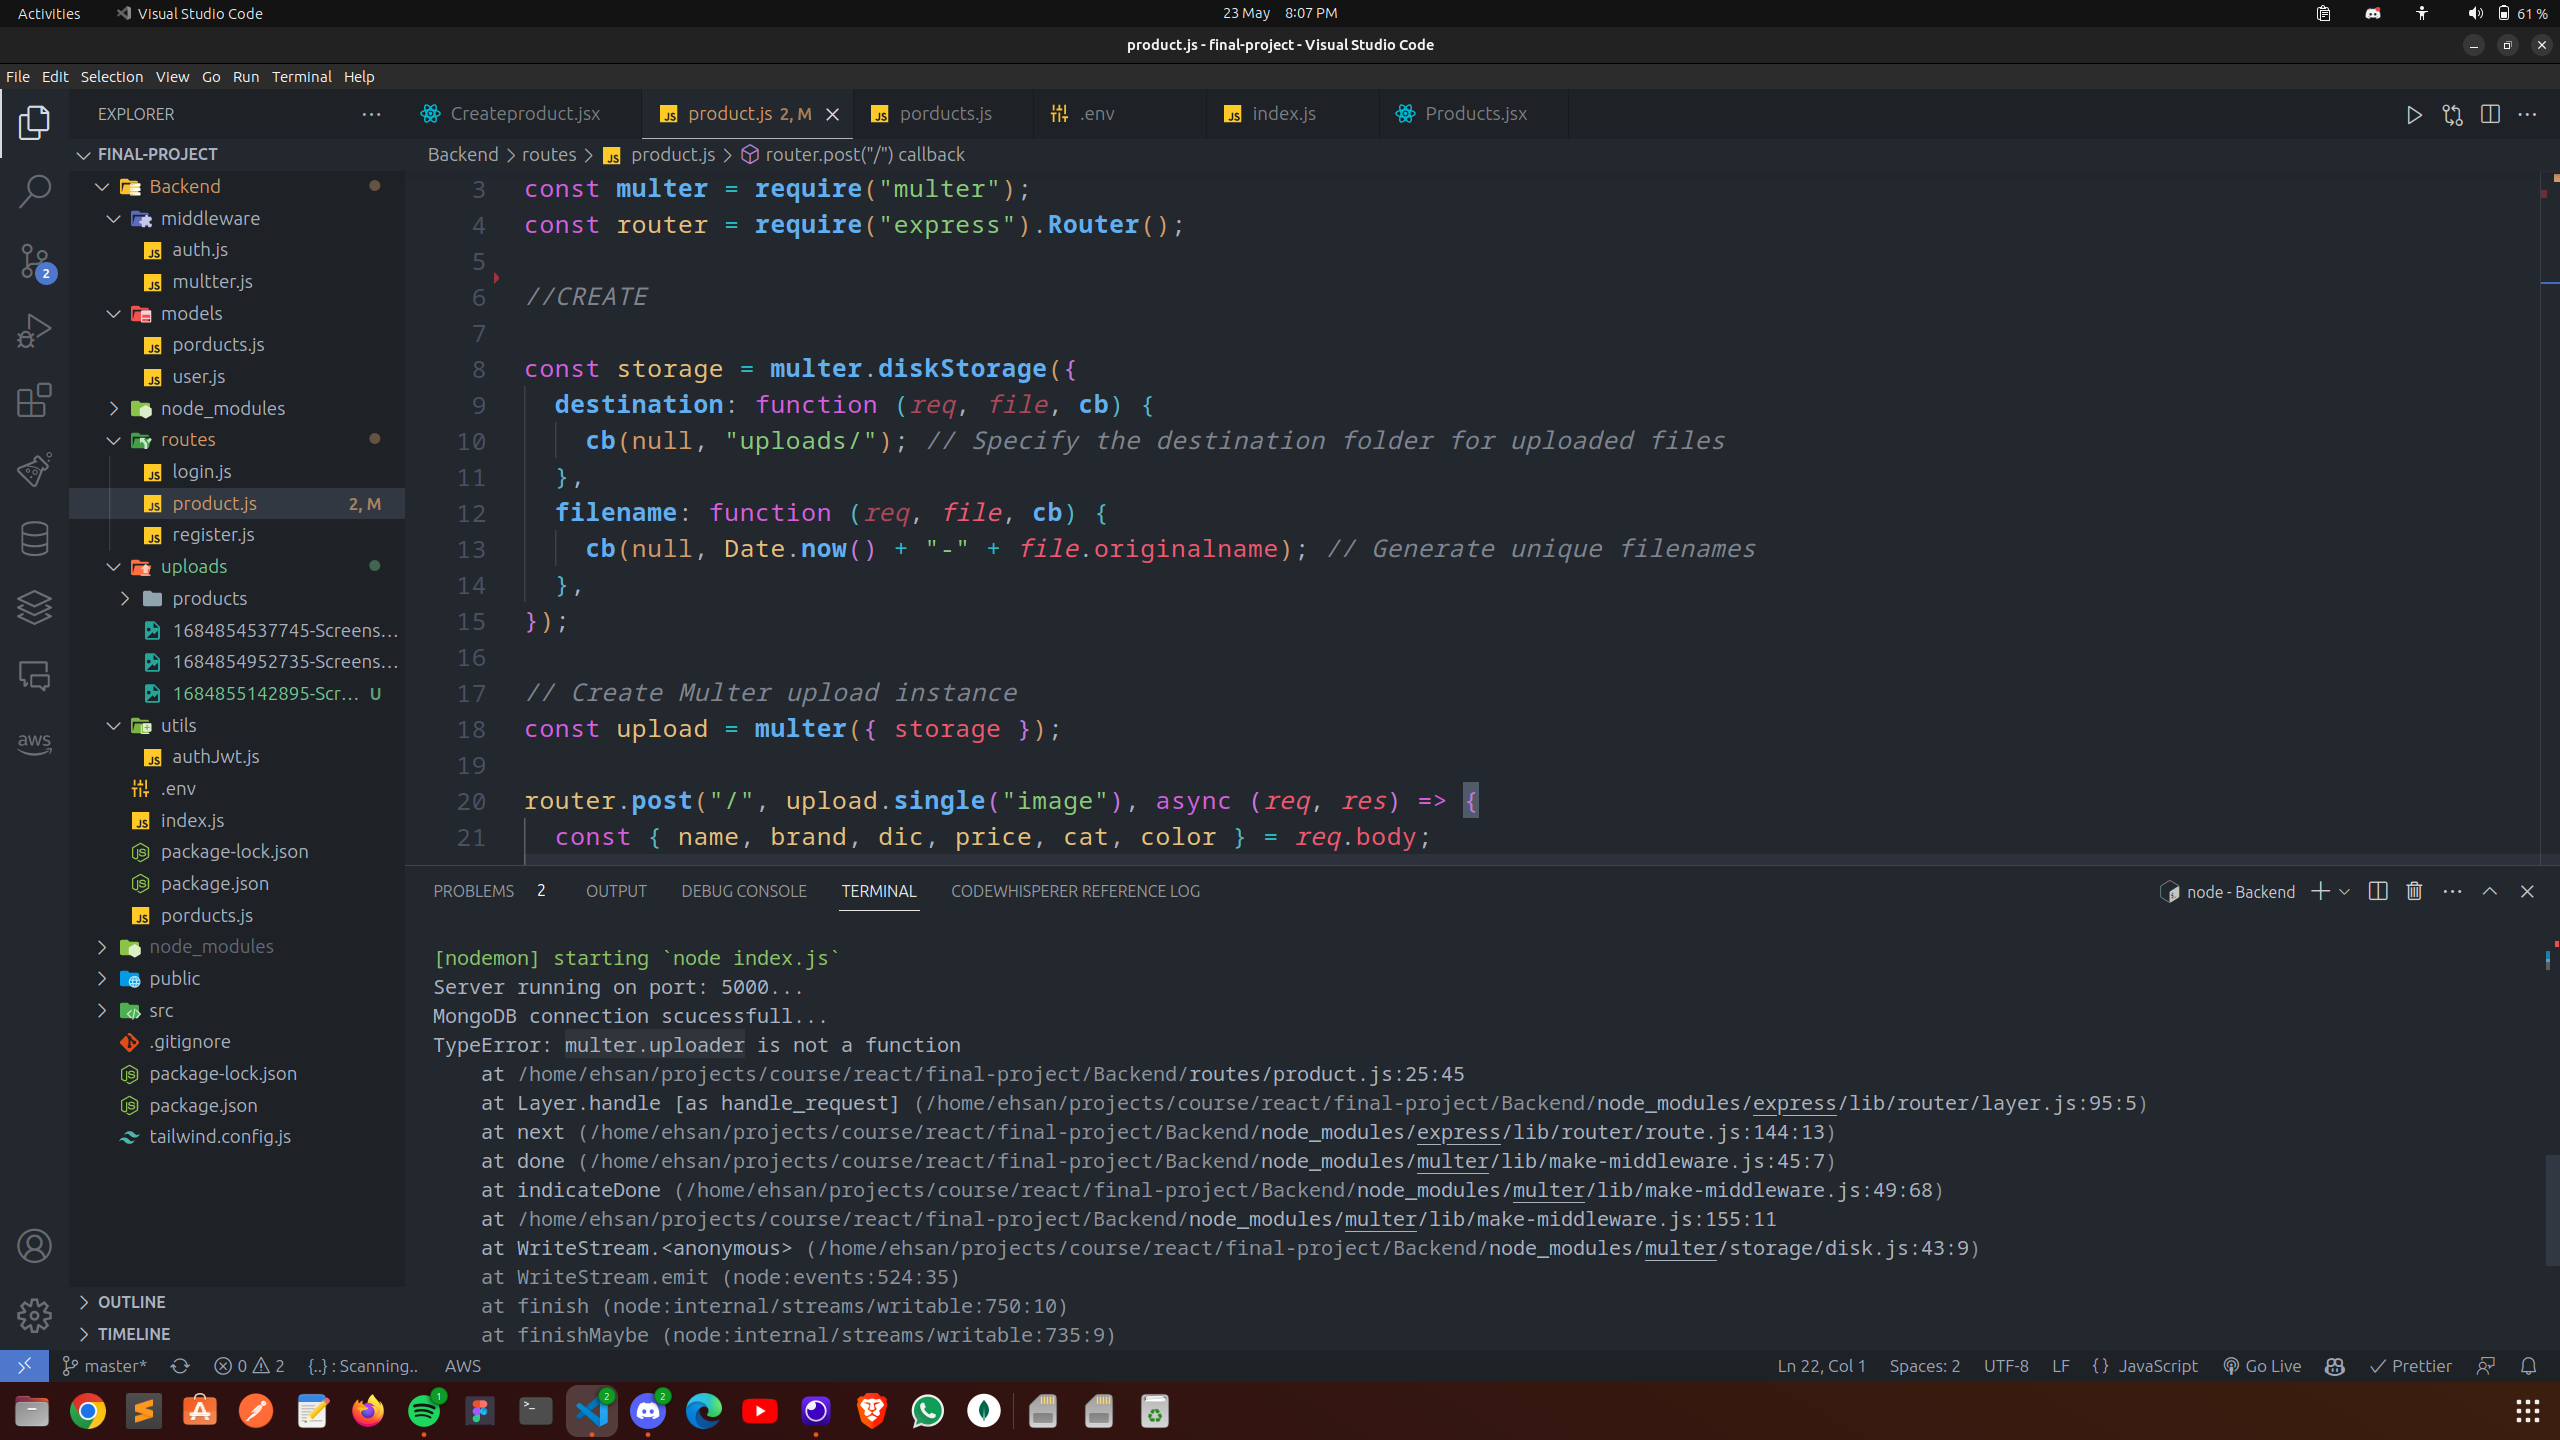 Activities
Visual Studio Code
23 May 8:07 PM
61 %
product.js - final-project - Visual Studio Code
File Edit Selection View Go Run Terminal Help
EXPLORER
FINAL-PROJECT
Backend
middleware
auth.js
multter.js
models
porducts.js
user.js
node_modules
routes
login.js
product.js 2, M
register.js
uploads
products
1684854537745-Screens...
1684854952735-Screens...
1684855142895-Scr... U
utils
authJwt.js
.env
index.js
package-lock.json
package.json
porducts.js
node_modules
public
src
.gitignore
package-lock.json
package.json
tailwind.config.js
OUTLINE
TIMELINE
2
aws
Createproduct.jsx
product.js 2, M
porducts.js
.env
index.js
Products.jsx
Backend > routes > product.js > router.post("/") callback
3 const multer = require("multer");
4 const router = require("express").Router();
5
6 //CREATE
7
8 const storage = multer.diskStorage({
9 destination: function (req, file, cb) {
10 cb(null, "uploads/"); // Specify the destination folder for uploaded files
11 },
12 filename: function (req, file, cb) {
13 cb(null, Date.now() + "-" + file.originalname); // Generate unique filenames
14 },
15 });
16
17 // Create Multer upload instance
18 const upload = multer({ storage });
19
20 router.post("/", upload.single("image"), async (req, res) => {
21 const { name, brand, dic, price, cat, color } = req.body;
PROBLEMS 2 OUTPUT DEBUG CONSOLE TERMINAL CODEWHISPERER REFERENCE LOG
node - Backend
[nodemon] starting `node index.js`
Server running on port: 5000...
MongoDB connection scucessfull...
TypeError: multer.uploader is not a function
at /home/ehsan/projects/course/react/final-project/Backend/routes/product.js:25:45
at Layer.handle [as handle_request] (/home/ehsan/projects/course/react/final-project/Backend/node_modules/express/lib/router/layer.js:95:5)
at next (/home/ehsan/projects/course/react/final-project/Backend/node_modules/express/lib/router/route.js:144:13)
at done (/home/ehsan/projects/course/react/final-project/Backend/node_modules/multer/lib/make-middleware.js:45:7)
at indicateDone (/home/ehsan/projects/course/react/final-project/Backend/node_modules/multer/lib/make-middleware.js:49:68)
at /home/ehsan/projects/course/react/final-project/Backend/node_modules/multer/lib/make-middleware.js:155:11
at WriteStream.<anonymous> (/home/ehsan/projects/course/react/final-project/Backend/node_modules/multer/storage/disk.js:43:9)
at WriteStream.emit (node:events:524:35)
at finish (node:internal/streams/writable:750:10)
at finishMaybe (node:internal/streams/writable:735:9)
master* 0 2 {..} : Scanning.. AWS
Ln 22, Col 1 Spaces: 2 UTF-8 LF {} JavaScript Go Live Prettier
1
2
2